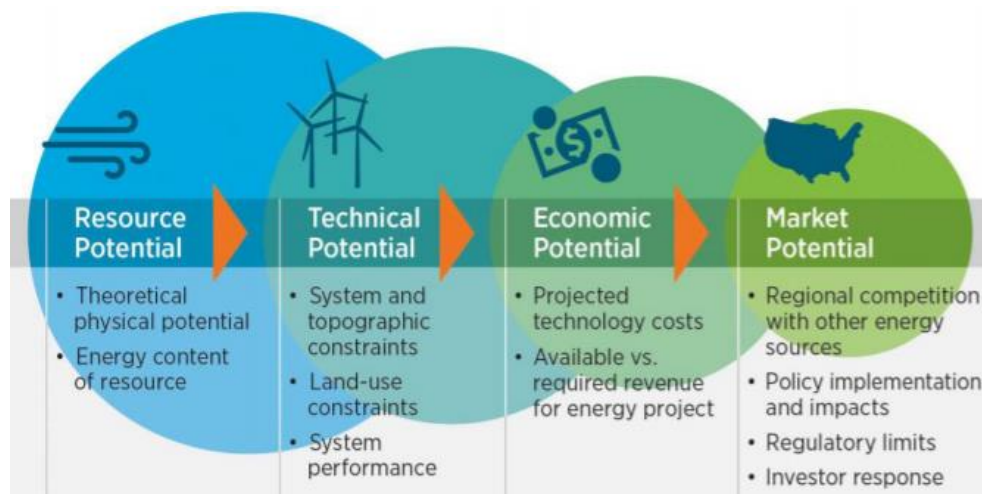 Resource
Potential
• Theoretical
physical potential
• Energy content
of resource
Technical
Potential
• System and
topographic
constraints
• Land-use
constraints
• System
performance
$
Economic
Potential
• Projected
technology costs
• Available vs.
required revenue
for energy project
Market
Potential
• Regional competition
with other energy
sources
• Policy implementation
and impacts
• Regulatory limits
• Investor response